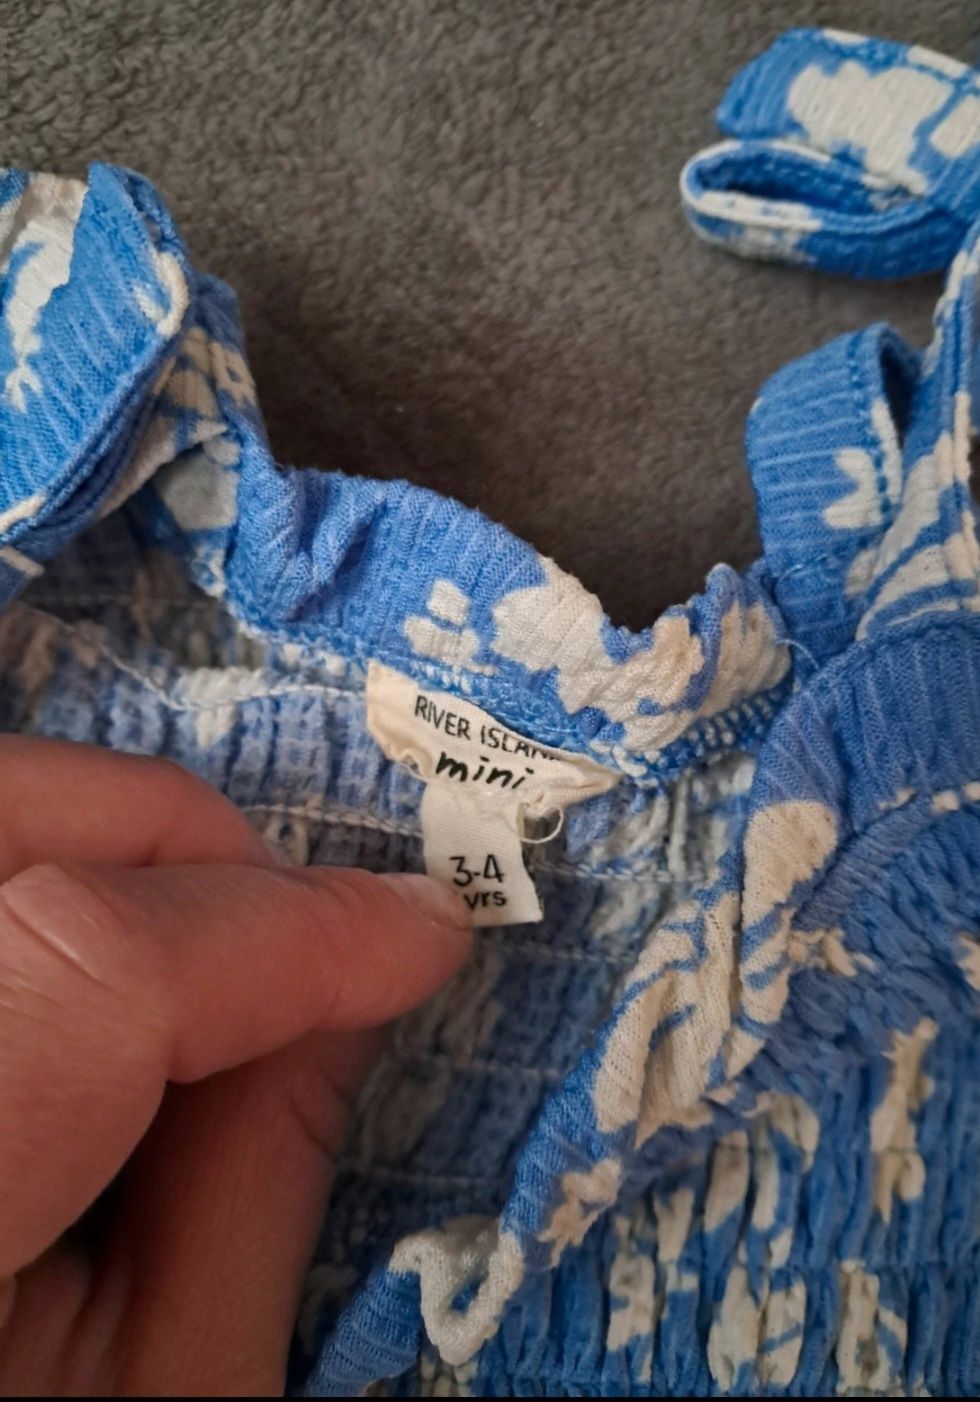 RIVER ISLAND
mini
3-4
yrs